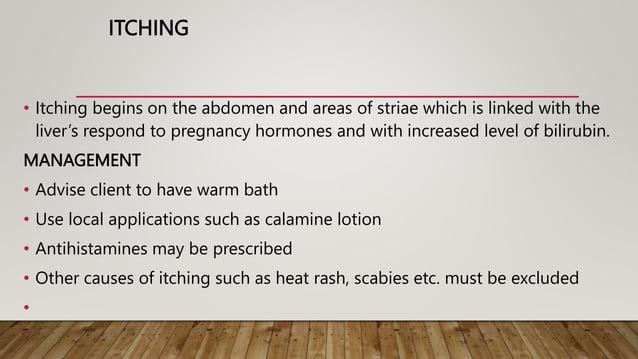 ITCHING
• Itching begins on the abdomen and areas of striae which is linked with the
liver’s respond to pregnancy hormones and with increased level of bilirubin.
MANAGEMENT
• Advise client to have warm bath
• Use local applications such as calamine lotion
• Antihistamines may be prescribed
• Other causes of itching such as heat rash, scabies etc. must be excluded